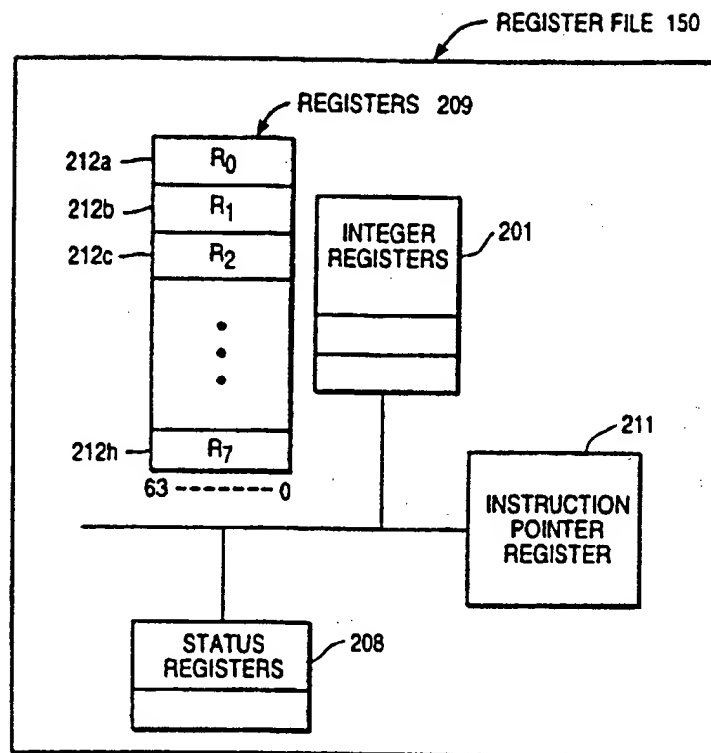 REGISTER FILE 150
REGISTERS 209
212a
R0
212b
R1
212c
R2
212h
R7
63 ------- 0
INTEGER
REGISTERS
201
211
INSTRUCTION
POINTER
REGISTER
STATUS
REGISTERS
208